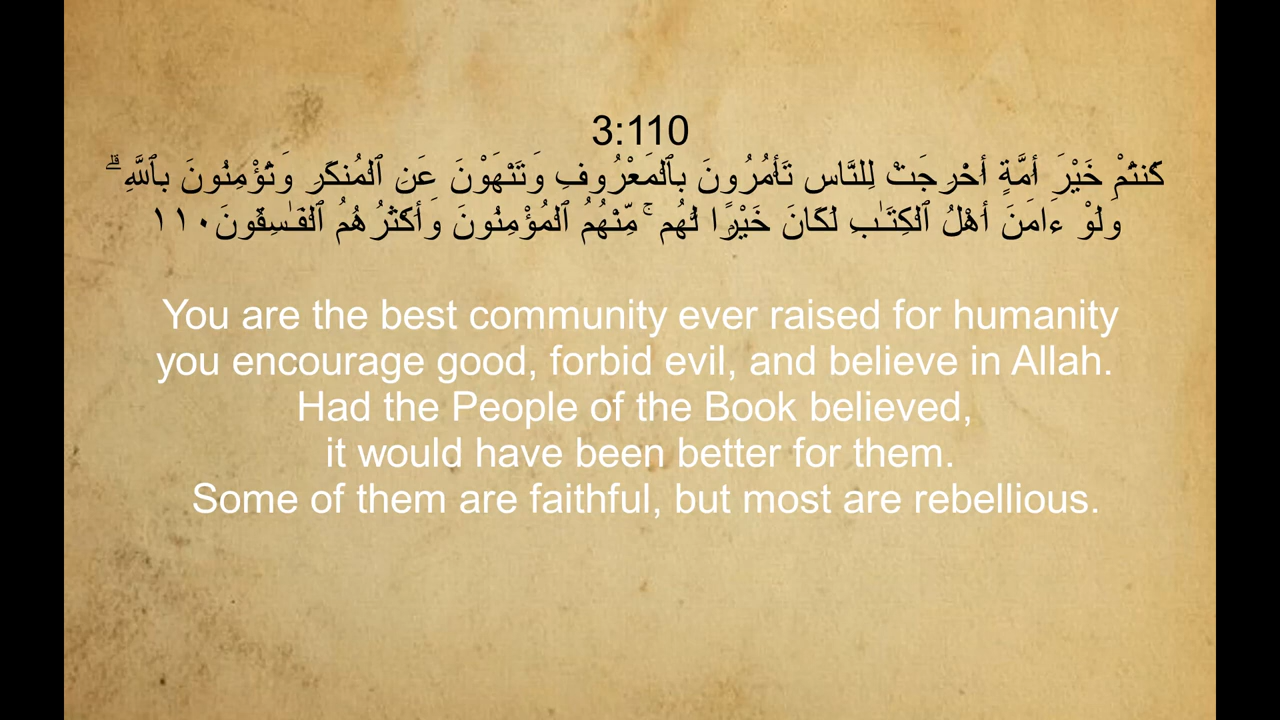 3:110
كُنتُمْ خَيْرَ أُمَّةٍ أُخْرِجَتْ لِلنَّاسِ تَأْمُرُونَ بِٱلْمَعْرُوفِ وَتَنْهَوْنَ عَنِ ٱلْمُنكَرِ وَتُؤْمِنُونَ بِٱللَّهِ ۗ
وَلَوْ ءَامَنَ أَهْلُ ٱلْكِتَـٰبِ لَكَانَ خَيْرًۭا لَّهُم ۚ مِّنْهُمُ ٱلْمُؤْمِنُونَ وَأَكْثَرُهُمُ ٱلْفَـٰسِقُونَ ١١٠
You are the best community ever raised for humanity
you encourage good, forbid evil, and believe in Allah.
Had the People of the Book believed,
it would have been better for them.
Some of them are faithful, but most are rebellious.